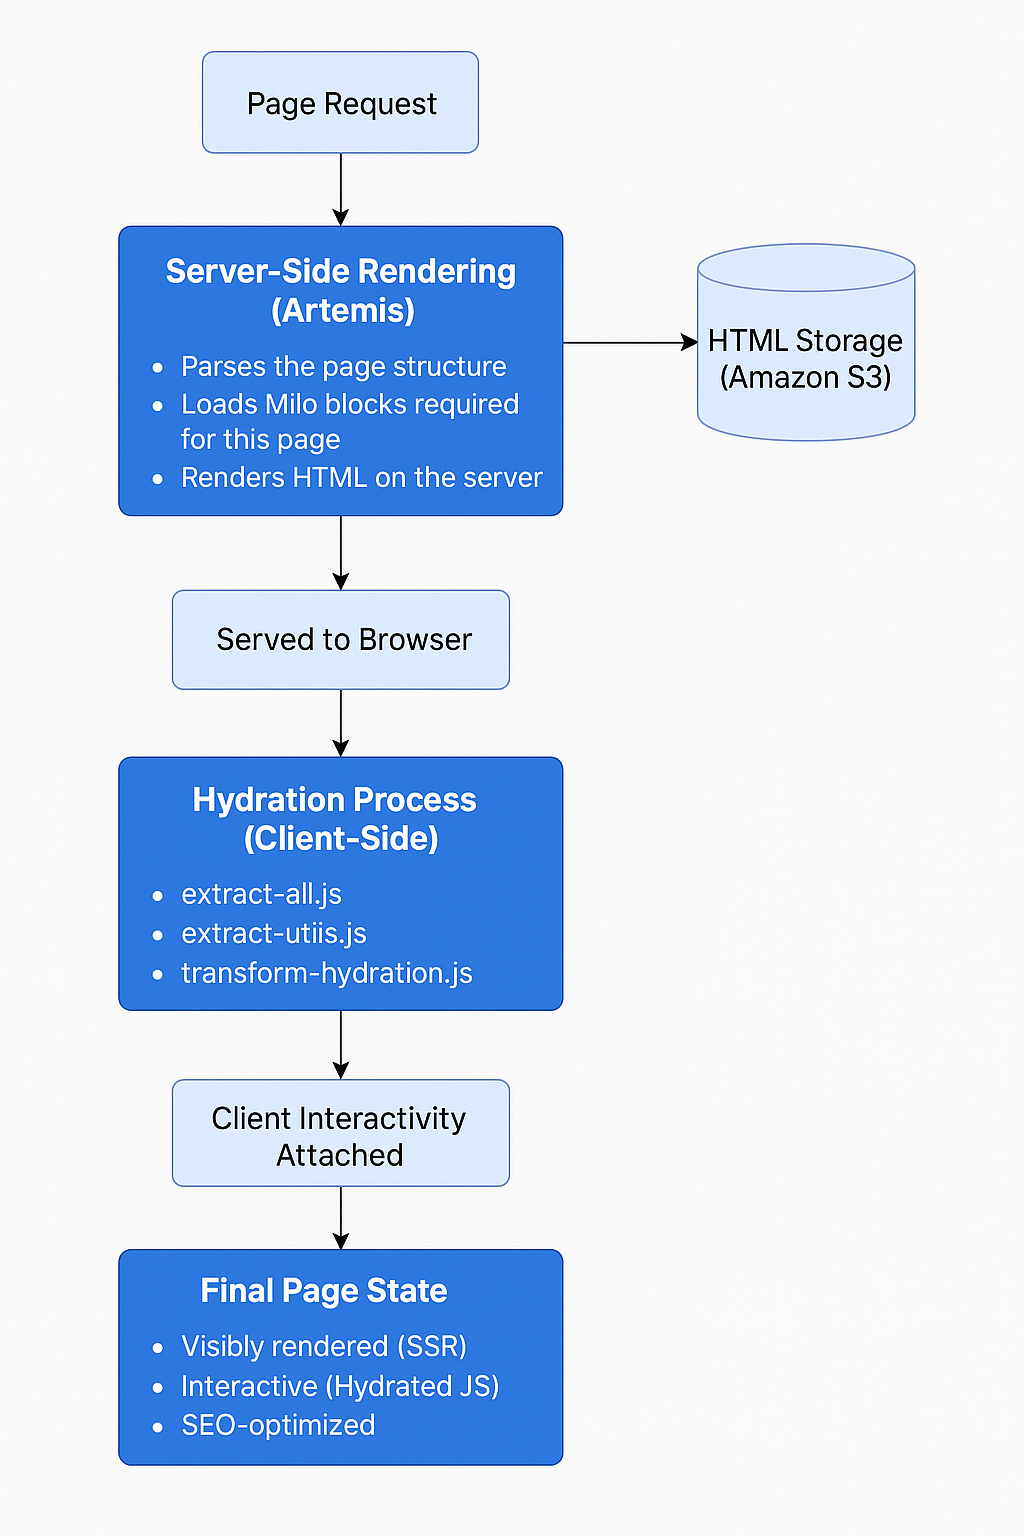 Page Request
Server-Side Rendering
(Artemis)
• Parses the page structure
• Loads Milo blocks required
for this page
• Renders HTML on the server
HTML Storage
(Amazon S3)
Served to Browser
Hydration Process
(Client-Side)
• extract-all.js
• extract-utiis.js
• transform-hydration.js
Client Interactivity
Attached
Final Page State
• Visibly rendered (SSR)
• Interactive (Hydrated JS)
• SEO-optimized